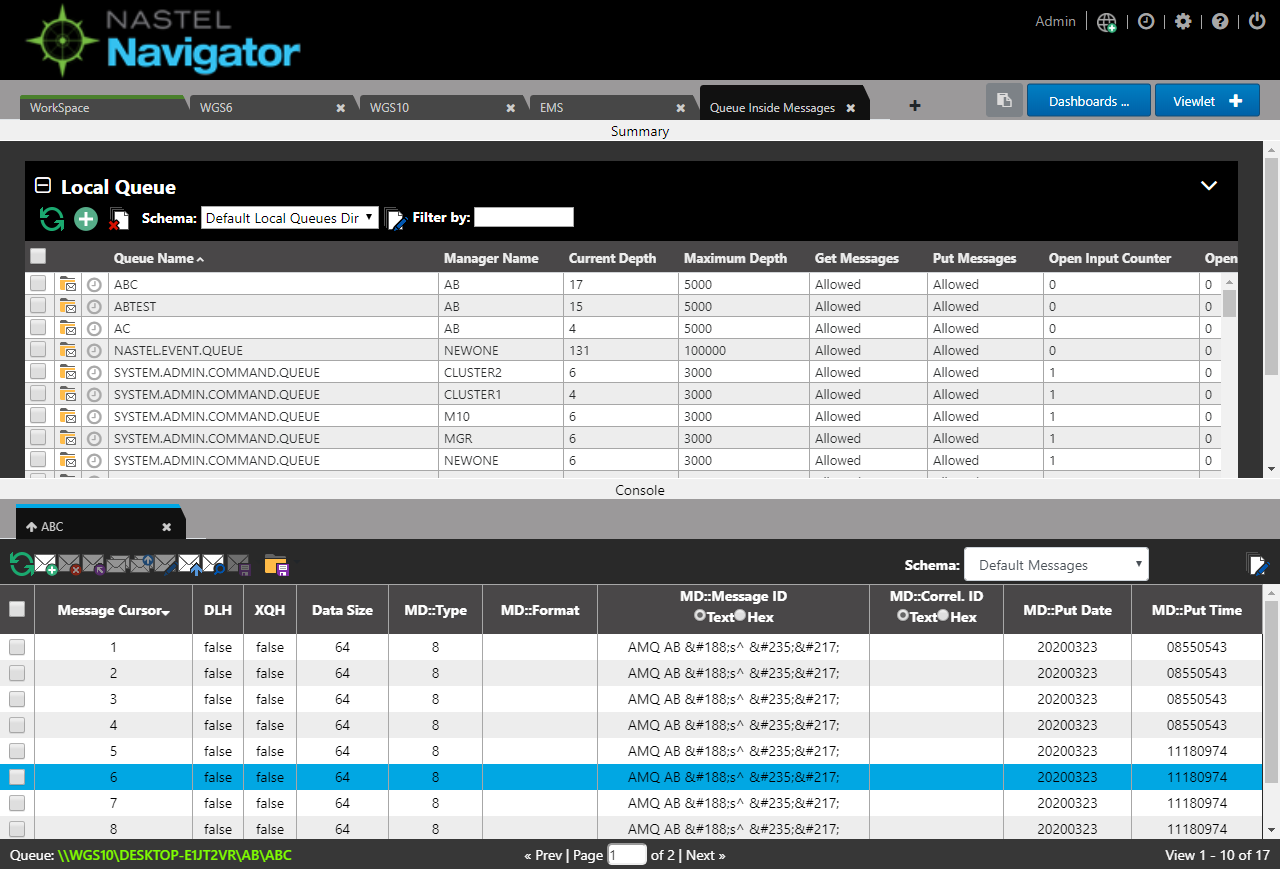 NASTEL
Navigator
Admin
WorkSpace WGS6 WGS10 EMS Queue Inside Messages Dashboards ... Viewlet
Summary
Local Queue
Schema: Default Local Queues Dir Filter by:
Queue Name Manager Name Current Depth Maximum Depth Get Messages Put Messages Open Input Counter Open
ABC AB 17 5000 Allowed Allowed 0 0
ABTEST AB 15 5000 Allowed Allowed 0 0
AC AB 4 5000 Allowed Allowed 0 0
NASTEL.EVENT.QUEUE NEWONE 131 100000 Allowed Allowed 0 0
SYSTEM.ADMIN.COMMAND.QUEUE CLUSTER2 6 3000 Allowed Allowed 1 0
SYSTEM.ADMIN.COMMAND.QUEUE CLUSTER1 4 3000 Allowed Allowed 1 0
SYSTEM.ADMIN.COMMAND.QUEUE M10 6 3000 Allowed Allowed 1 0
SYSTEM.ADMIN.COMMAND.QUEUE MGR 6 3000 Allowed Allowed 1 0
SYSTEM.ADMIN.COMMAND.QUEUE NEWONE 6 3000 Allowed Allowed 1 0
Console
ABC
Schema: Default Messages
Message Cursor DLH XQH Data Size MD::Type MD::Format MD::Message ID Text Hex MD::Correl. ID Text Hex MD::Put Date MD::Put Time
1 false false 64 8 AMQ AB &#188;s^ &#235;&#217; 20200323 08550543
2 false false 64 8 AMQ AB &#188;s^ &#235;&#217; 20200323 08550543
3 false false 64 8 AMQ AB &#188;s^ &#235;&#217; 20200323 08550543
4 false false 64 8 AMQ AB &#188;s^ &#235;&#217; 20200323 08550543
5 false false 64 8 AMQ AB &#188;s^ &#235;&#217; 20200323 11180974
6 false false 64 8 AMQ AB &#188;s^ &#235;&#217; 20200323 11180974
7 false false 64 8 AMQ AB &#188;s^ &#235;&#217; 20200323 11180974
8 false false 64 8 AMQ AB &#188;s^ &#235;&#217; 20200323 11180974
Queue: \\WGS10\DESKTOP-E1JT2VR\AB\ABC « Prev | Page 1 of 2 | Next » View 1 - 10 of 17